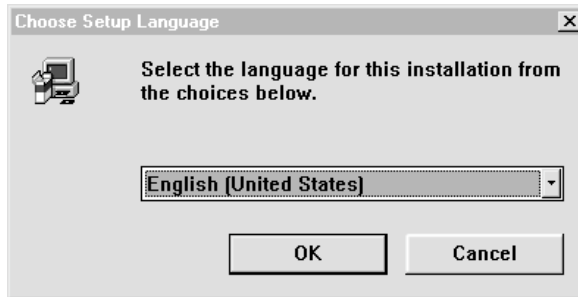 Choose Setup Language
Select the language for this installation from
the choices below.
English (United States)
OK
Cancel